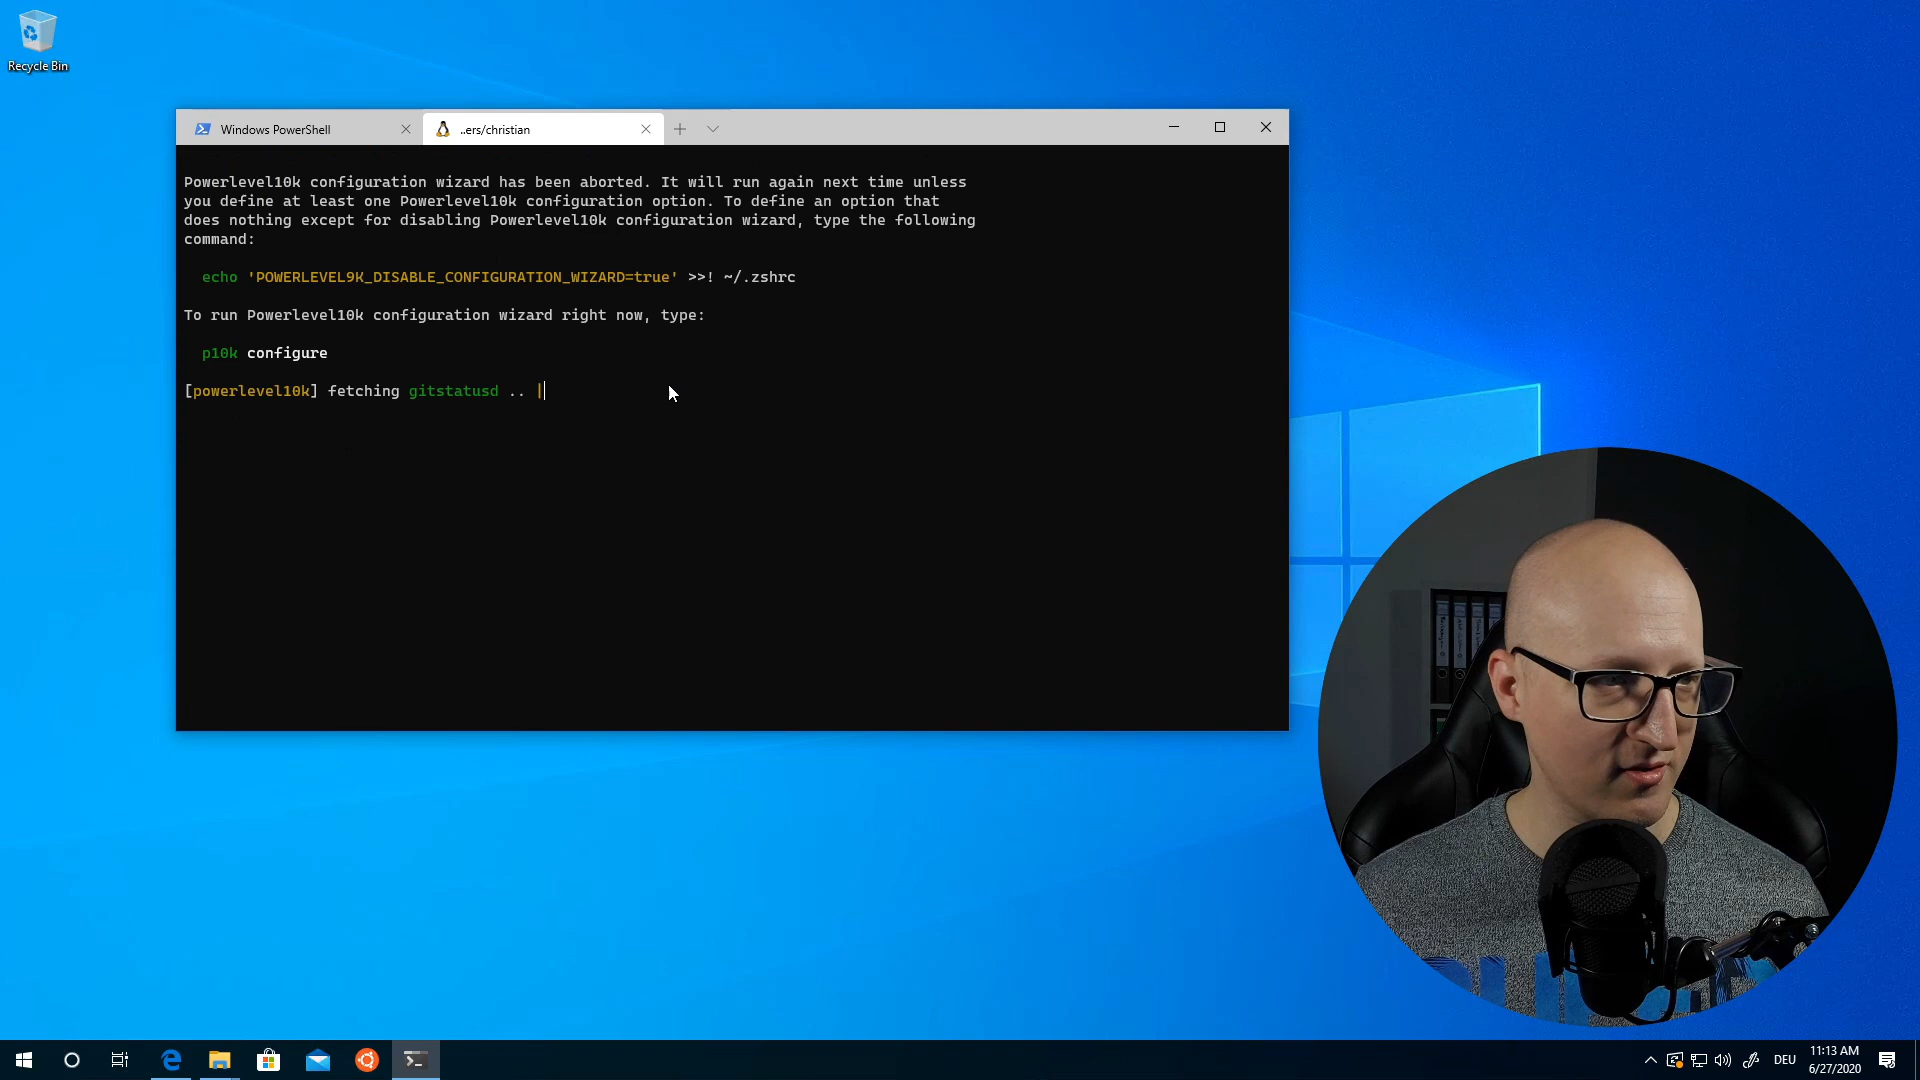 Recycle Bin
Windows PowerShell
..ers/christian
Powerlevel10k configuration wizard has been aborted. It will run again next time unless
you define at least one Powerlevel10k configuration option. To define an option that
does nothing except for disabling Powerlevel10k configuration wizard, type the following
command:
echo 'POWERLEVEL9K_DISABLE_CONFIGURATION_WIZARD=true' >>! ~/.zshrc
To run Powerlevel10k configuration wizard right now, type:
p10k configure
[powerlevel10k] fetching gitstatusd .. |
DEU
11:13 AM
6/27/2020